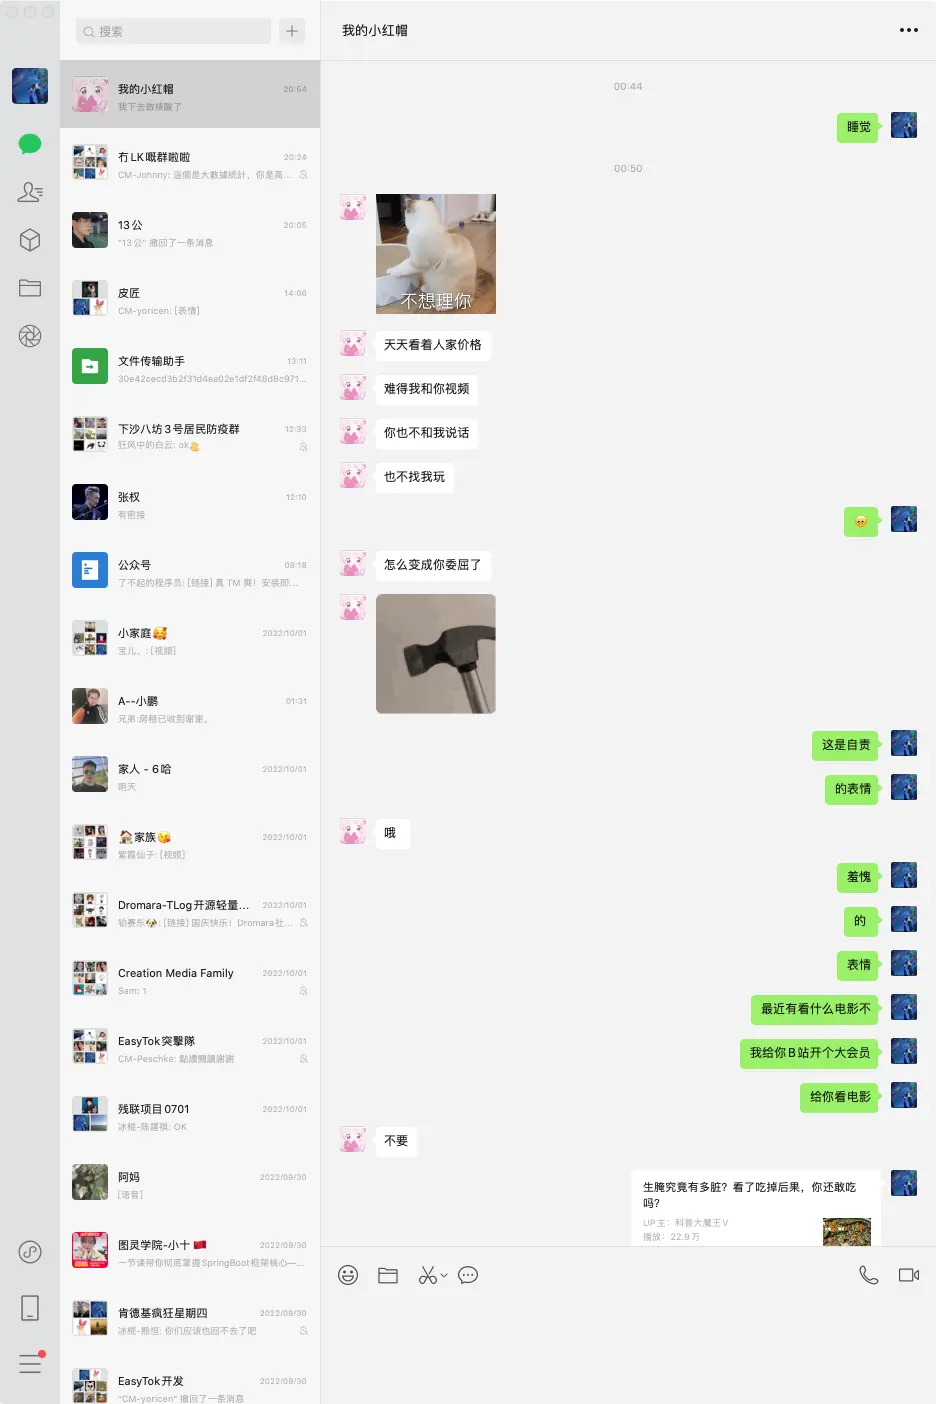 搜索
我的小红帽 20:54
我下去做核酸了
冇LK嘅群啦啦 20:24
CM-Johnny: 這個是大數據統計，你是高...
13公 20:05
"13公" 撤回了一条消息
皮匠 14:06
CM-yoricen: [表情]
文件传输助手 13:11
30e42cecd3b2f31d4ea02e1df2f48d8c971...
下沙八坊3号居民防疫群 12:33
狂风中的白云: ok
张权 12:10
有密接
公众号 08:18
了不起的程序员: [链接] 真 TM 爽！安装即...
小家庭🥰 2022/10/01
宝儿。: [视频]
A--小鹏 01:31
兄弟:房租已收到谢谢。
家人 - 6哈 2022/10/01
明天
🏠家族😘 2022/10/01
紫霞仙子: [视频]
Dromara-TLog开源轻量... 2022/10/01
铂赛东🐶: [链接] 国庆快乐！Dromara社...
Creation Media Family 2022/10/01
Sam: 1
EasyTok突擊隊 2022/10/01
CM-Peschke: 點讚閱讀謝謝
残联项目0701 2022/10/01
冰棍-陈建祺: OK
阿妈 2022/09/30
[语音]
图灵学院-小十 🇨🇳 2022/09/30
一节课带你彻底掌握SpringBoot框架核心—...
肯德基疯狂星期四 2022/09/30
冰棍-熊恒: 你们应该也回不去了吧
EasyTok开发 2022/09/30
"CM-yoricen" 撤回了一条消息
我的小红帽
00:44
睡觉
00:50
不想理你
天天看着人家价格
难得我和你视频
你也不和我说话
也不找我玩
怎么变成你委屈了
这是自责
的表情
哦
羞愧
的
表情
最近有看什么电影不
我给你B站开个大会员
给你看电影
不要
生腌究竟有多脏？看了吃掉后果，你还敢吃
吗？
UP主：科普大魔王V
播放：22.9万